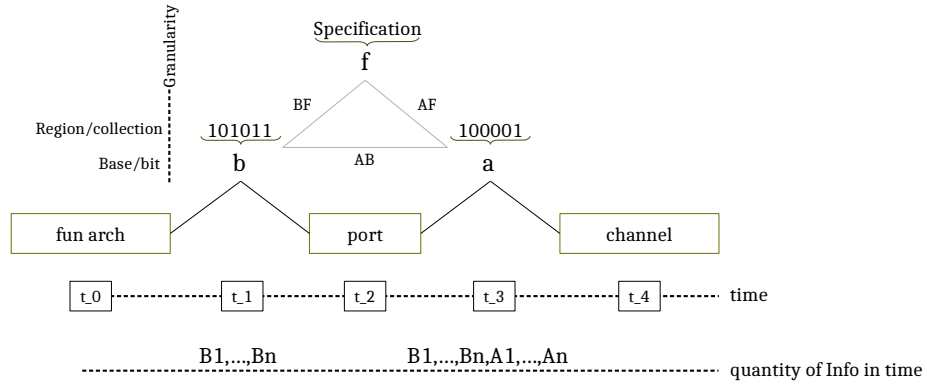 Granularity
Specification
f
BF
AF
Region/collection
101011
100001
AB
Base/bit
b
a
fun arch
port
channel
t_0
t_1
t_2
t_3
t_4
time
B1,...,Bn
B1,...,Bn,A1,...,An
quantity of Info in time